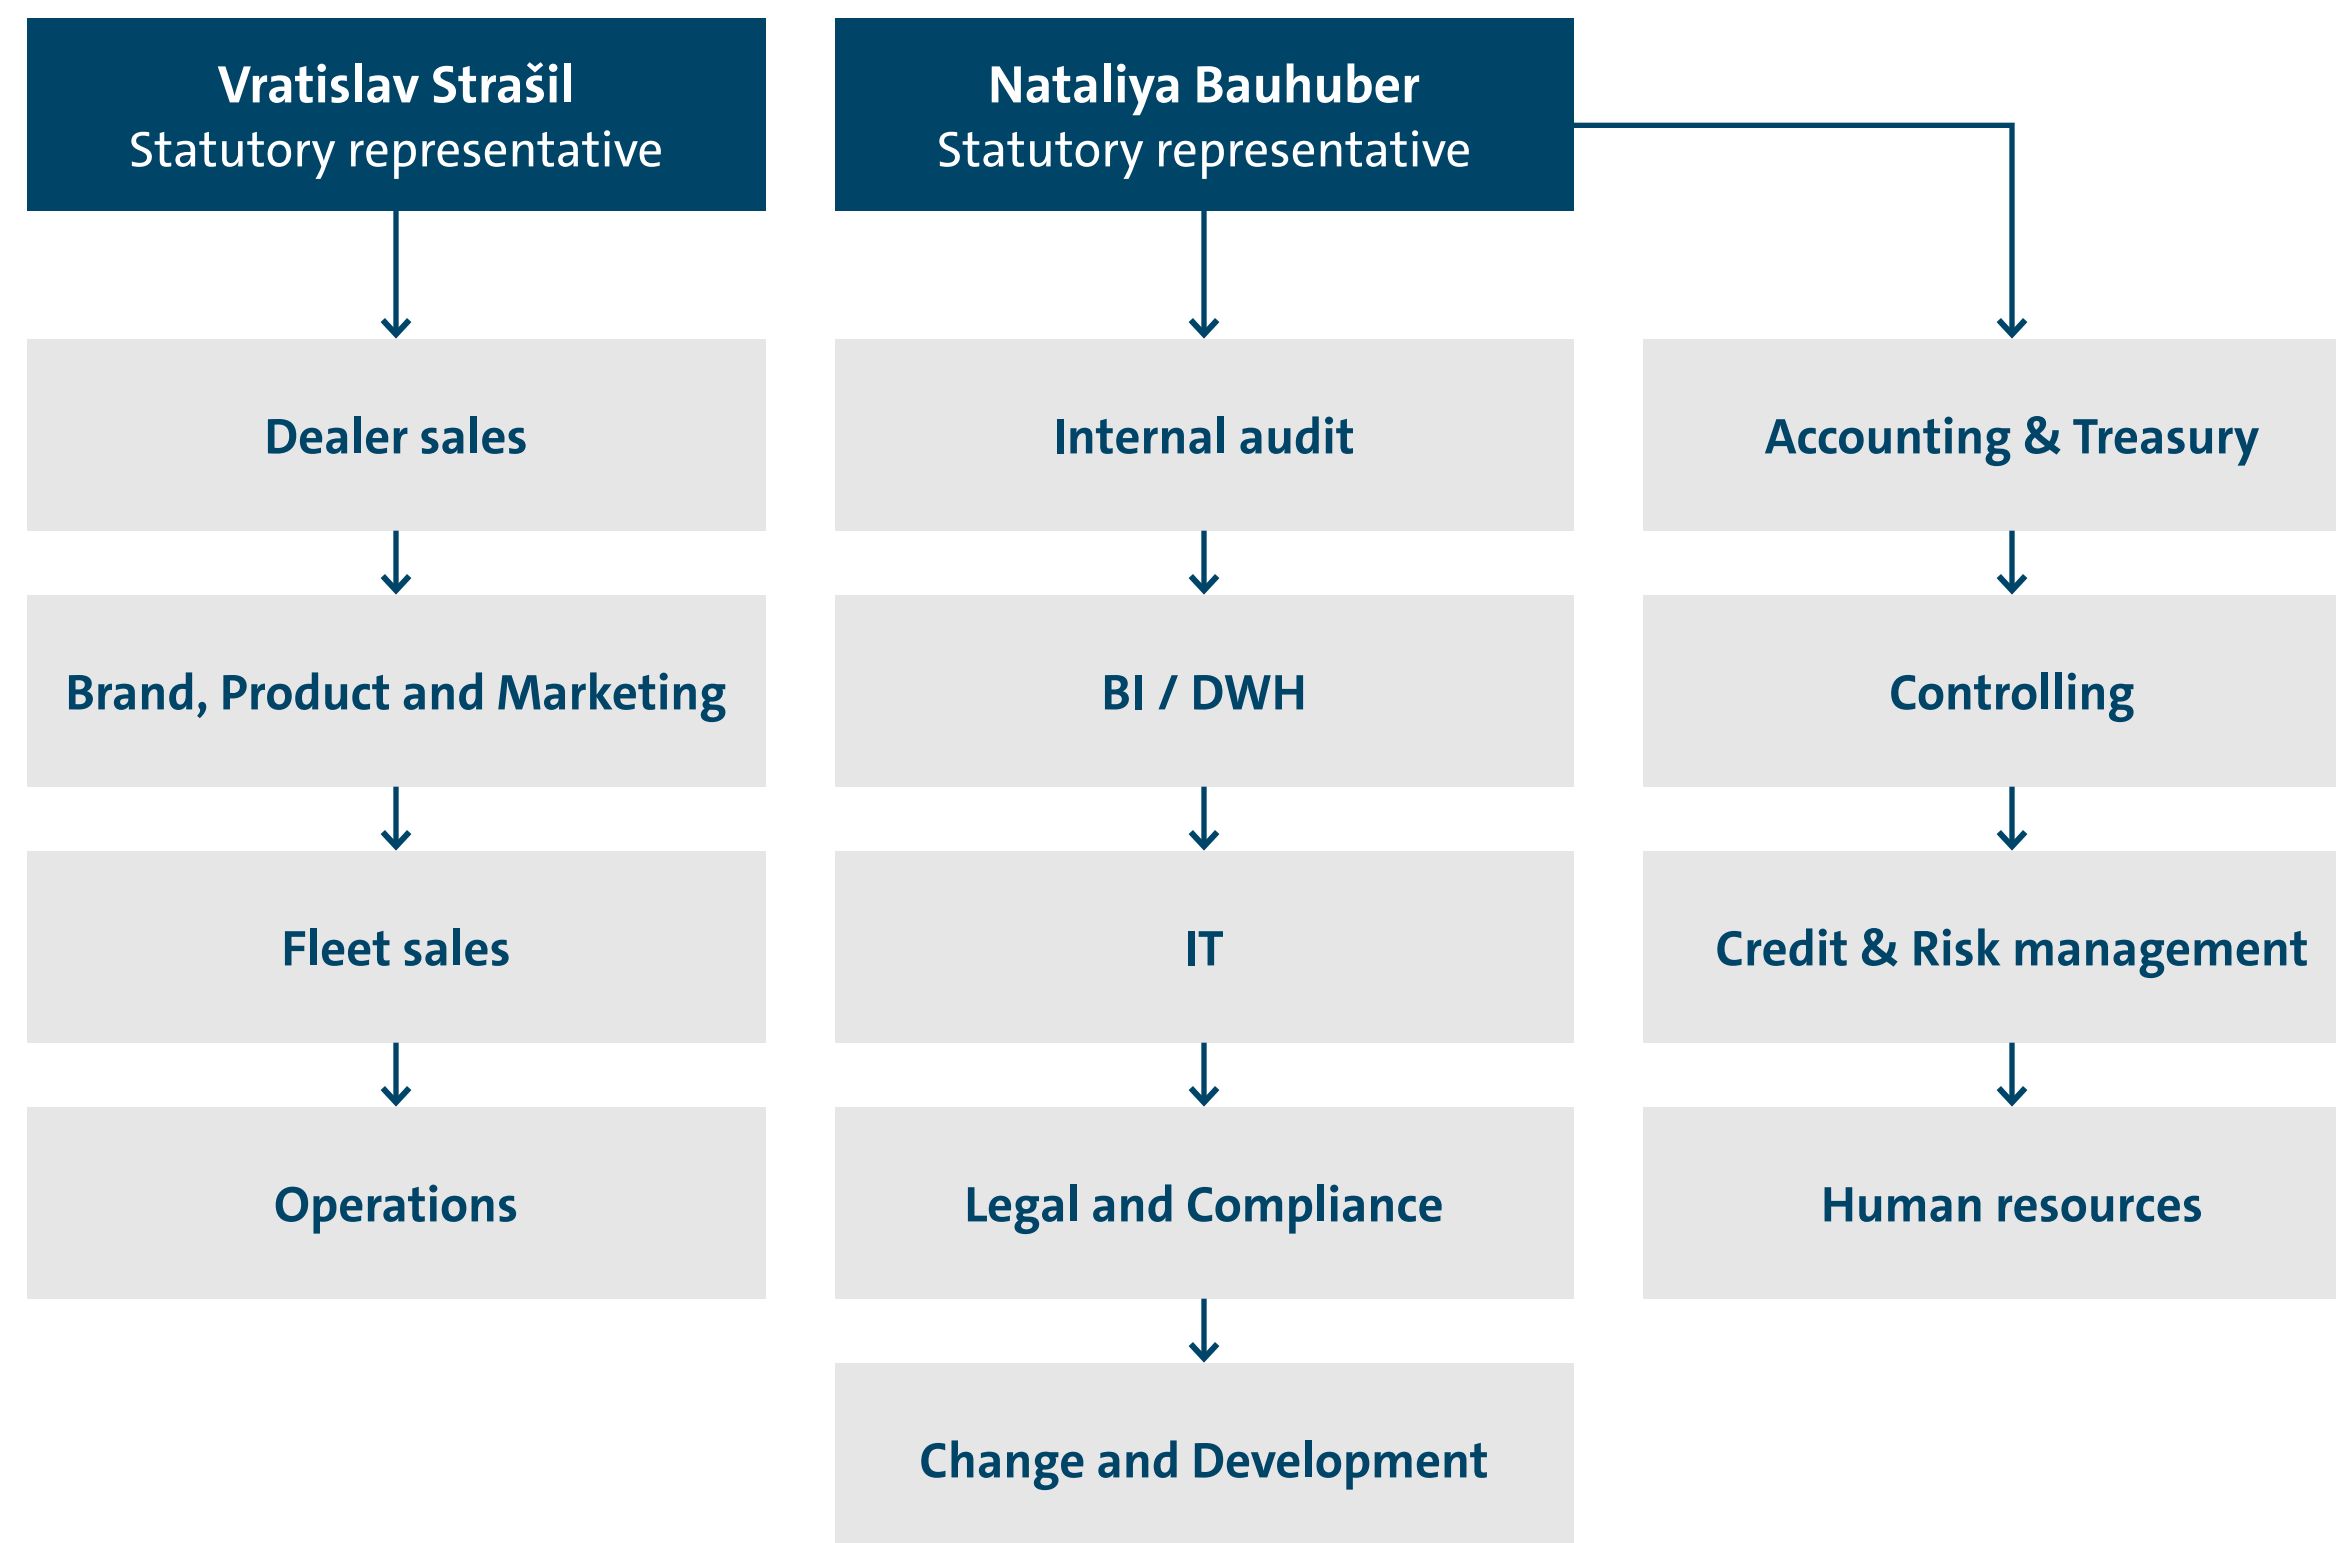 Vratislav Strašil
Statutory representative
Nataliya Bauhuber
Statutory representative
Dealer sales
Internal audit
Accounting & Treasury
Brand, Product and Marketing
BI / DWH
Controlling
Fleet sales
IT
Credit & Risk management
Operations
Legal and Compliance
Human resources
Change and Development